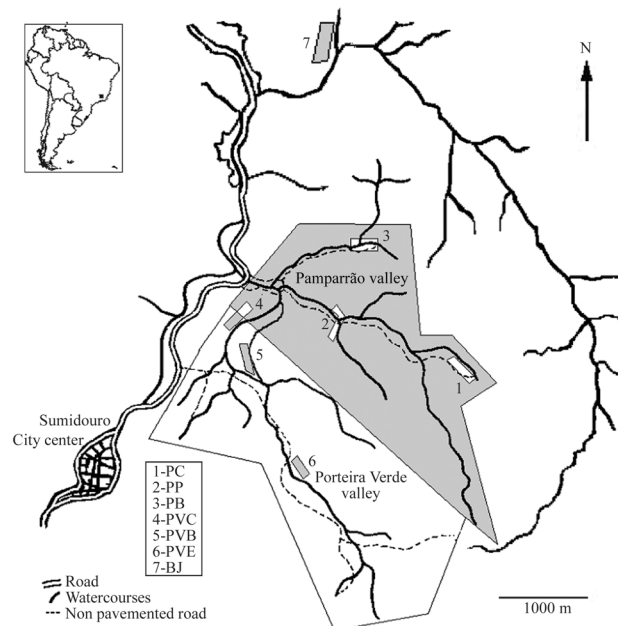 7
N
3
Pamparrão valley
4
2
5
1
Sumidouro
City center
6
Porteira Verde
valley
1-PC
2-PP
3-PB
4-PVC
5-PVB
6-PVE
7-BJ
Road
Watercourses
Non pavemented road
1000 m